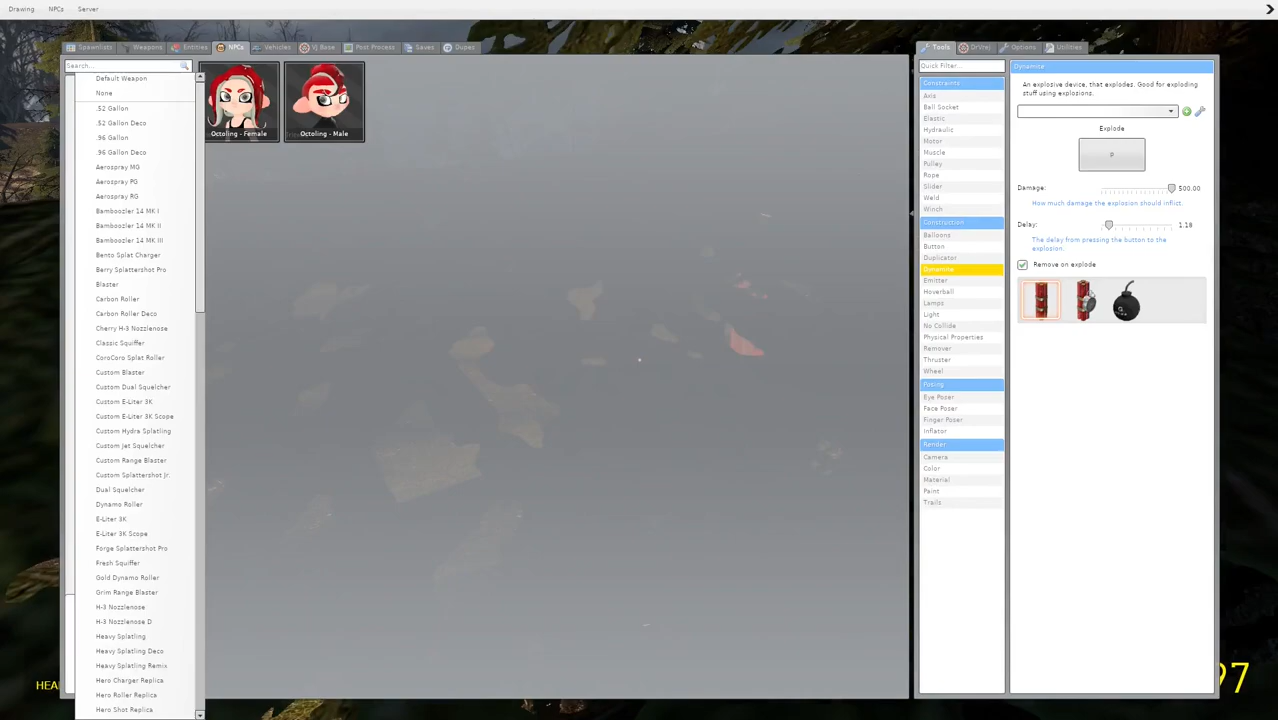 Drawing NPCs Server
Spawnlists Weapons Entities NPCs Vehicles VJ Base Post Process Saves Dupes
Search...
Default Weapon
None
.52 Gallon
.52 Gallon Deco
.96 Gallon
.96 Gallon Deco
Aerospray MG
Aerospray PG
Aerospray RG
Bamboozler 14 MK I
Bamboozler 14 MK II
Bamboozler 14 MK III
Bento Splat Charger
Berry Splattershot Pro
Blaster
Carbon Roller
Carbon Roller Deco
Cherry H-3 Nozzlenose
Classic Squiffer
CoroCoro Splat Roller
Custom Blaster
Custom Dual Squelcher
Custom E-Liter 3K
Custom E-Liter 3K Scope
Custom Hydra Splatling
Custom Jet Squelcher
Custom Range Blaster
Custom Splattershot Jr.
Dual Squelcher
Dynamo Roller
E-Liter 3K
E-Liter 3K Scope
Forge Splattershot Pro
Fresh Squiffer
Gold Dynamo Roller
Grim Range Blaster
H-3 Nozzlenose
H-3 Nozzlenose D
Heavy Splatling
Heavy Splatling Deco
Heavy Splatling Remix
Hero Charger Replica
Hero Roller Replica
Hero Shot Replica
Octoling - Female
Octoling - Male
Tools DrVrej Options Utilities
Quick Filter...
Constraints
Axis
Ball Socket
Elastic
Hydraulic
Motor
Muscle
Pulley
Rope
Slider
Weld
Winch
Construction
Balloons
Button
Duplicator
Dynamite
Emitter
Hoverball
Lamps
Light
No Collide
Physical Properties
Remover
Thruster
Wheel
Posing
Eye Poser
Face Poser
Finger Poser
Inflator
Render
Camera
Color
Material
Paint
Trails
Dynamite
An explosive device, that explodes. Good for exploding
stuff using explosions.
Explode
Damage: 500.00
How much damage the explosion should inflict.
Delay: 1.18
The delay from pressing the button to the
explosion.
Remove on explode
HEA
97